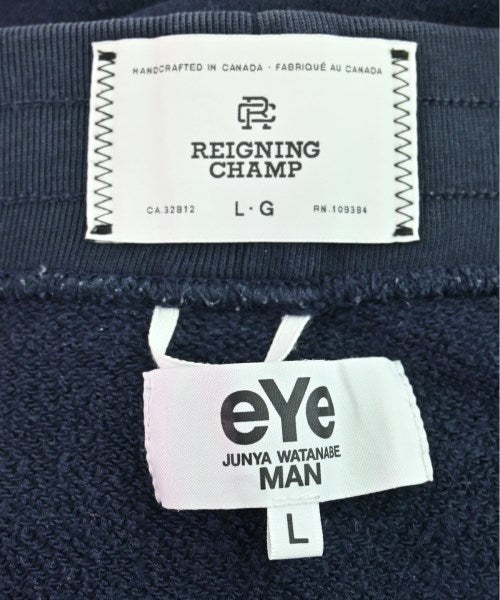 HANDCRAFTED IN CANADA · FABRIQUÉ AU CANADA
RC
REIGNING
CHAMP
CA.32812 L·G RN.109384
eYe
JUNYA WATANABE
MAN
L